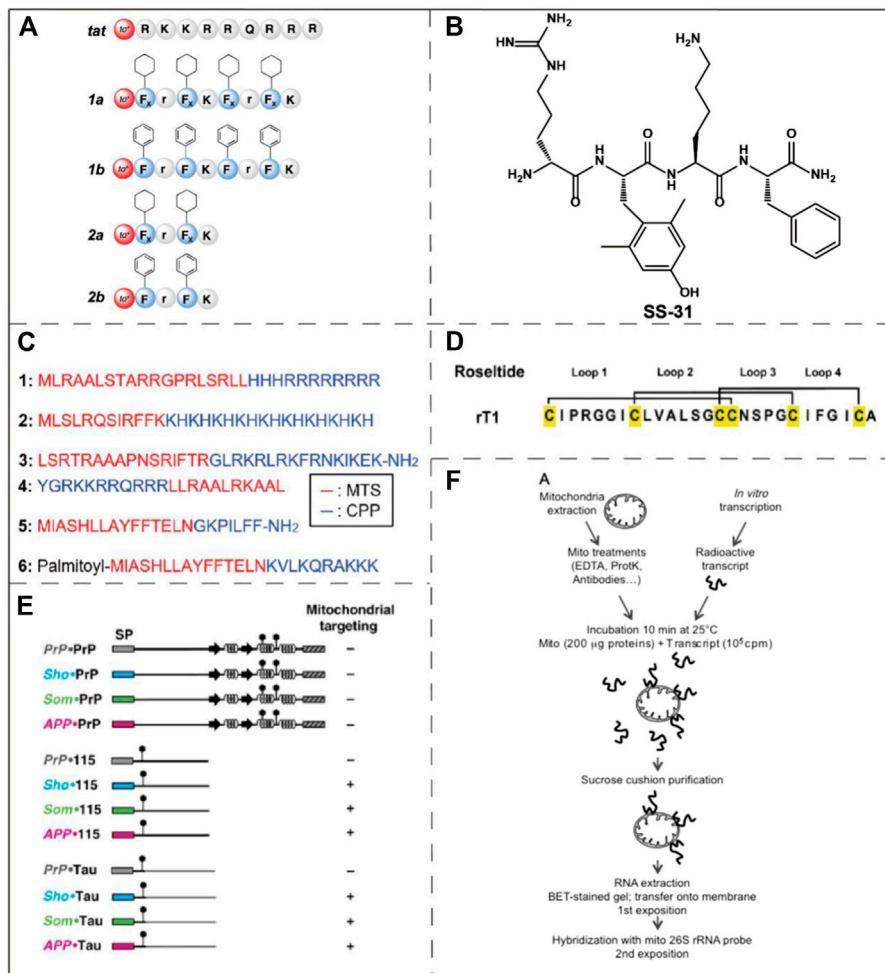 A
tat to* R K K R R Q R R R
1a to* Fx r Fx K Fx r Fx K
1b to* F r F K F r F K
2a to* Fx r Fx K
2b to* F r F K
B
NH2
HN
N
H
H2N
O
H
N
O
N
H
O
H
N
O
NH2
H2N
OH
SS-31
C
1: MLRAALSTARRGPRLSRLLHHHRRRRRRRR
2: MLSLRQSIRFFKKHKHKHKHKHKHKHKHKH
3: LSRTRAAAPNSRIFTRGLRKRLRKFRNKIKEK-NH2
4: YGRKKRRQRRRLLRAALRKAAL
5: MIASHLLAYFFTELNGKPILFF-NH2
6: Palmitoyl-MIASHLLAYFFTELNKVLKQRAKKK
– : MTS
– : CPP
D
Roseltide Loop 1 Loop 2 Loop 3 Loop 4
rT1 CIPRGGICLVALSGCCNSPGCIFGICA
E
SP Mitochondrial targeting
PrP•PrP –
Sho•PrP –
Som•PrP –
APP•PrP –
PrP•115 –
Sho•115 +
Som•115 +
APP•115 +
PrP•Tau –
Sho•Tau +
Som•Tau +
APP•Tau +
F
A
Mitochondria
extraction
In vitro
transcription
Mito treatments
(EDTA, ProtK,
Antibodies…)
Radioactive
transcript
Incubation 10 min at 25°C
Mito (200 µg proteins) + Transcript (10⁵cpm)
Sucrose cushion purification
RNA extraction
BET-stained gel; transfer onto membrane
1st exposition
Hybridization with mito 26S rRNA probe
2nd exposition